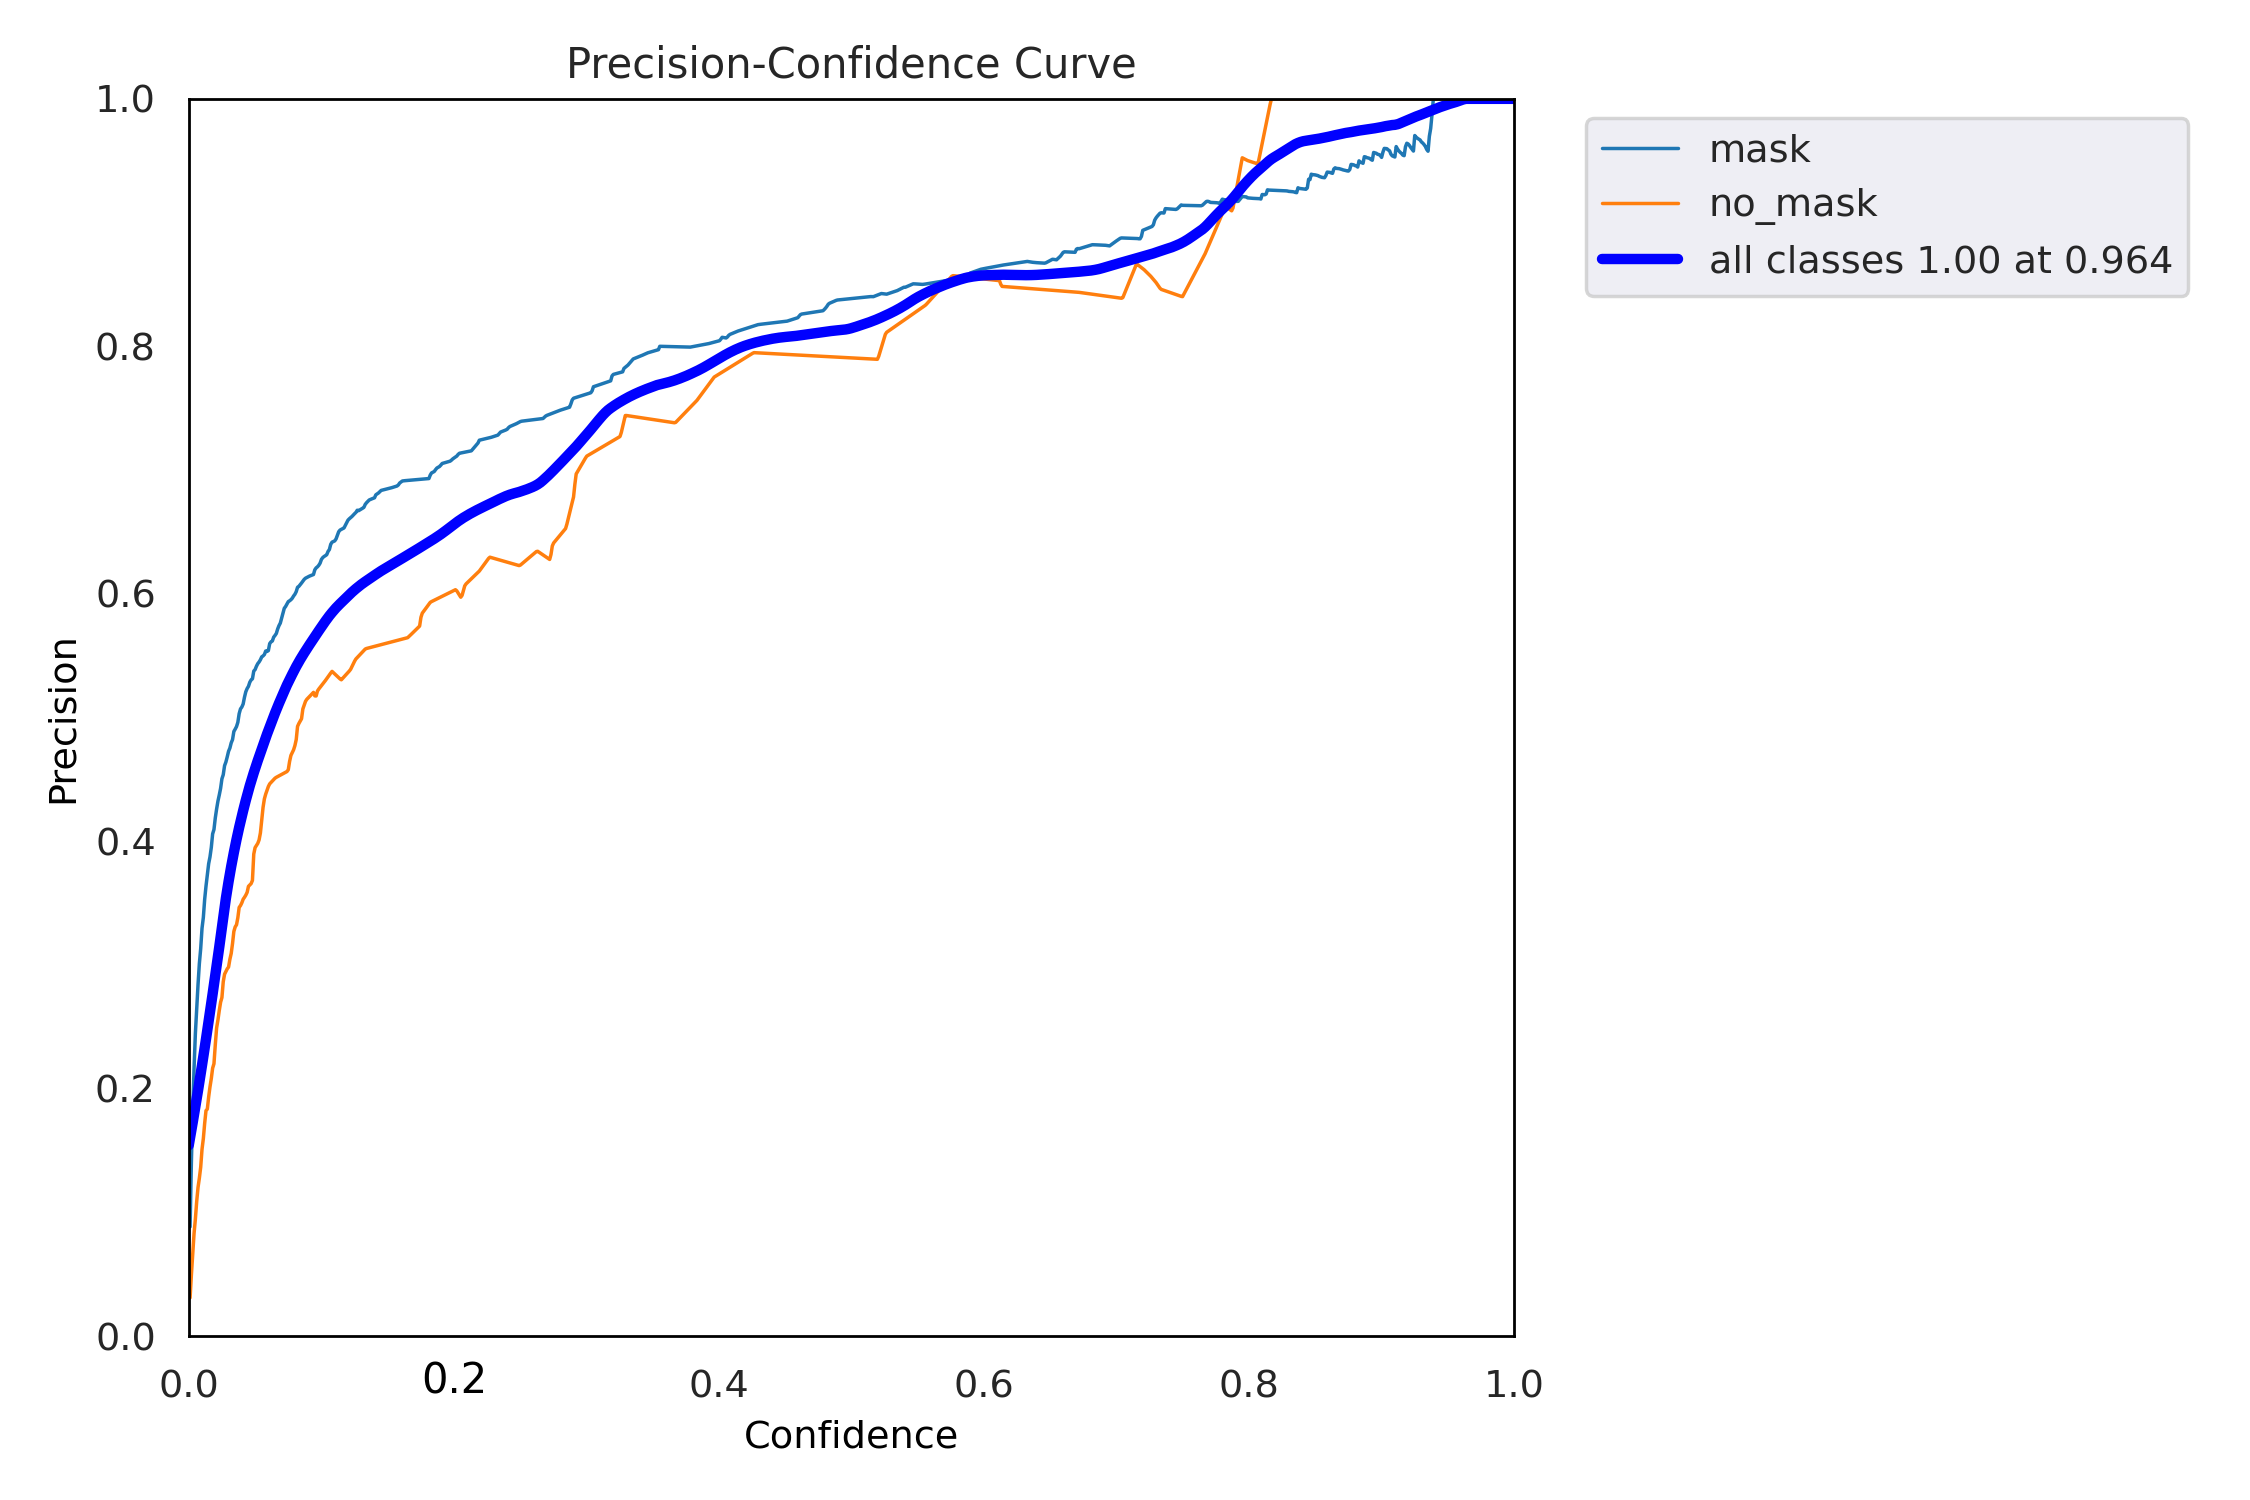 Precision-Confidence Curve
1.0
0.8
0.6
0.4
0.2
0.0
Precision
0.0 0.2 0.4 0.6 0.8 1.0
Confidence
mask
no_mask
all classes 1.00 at 0.964